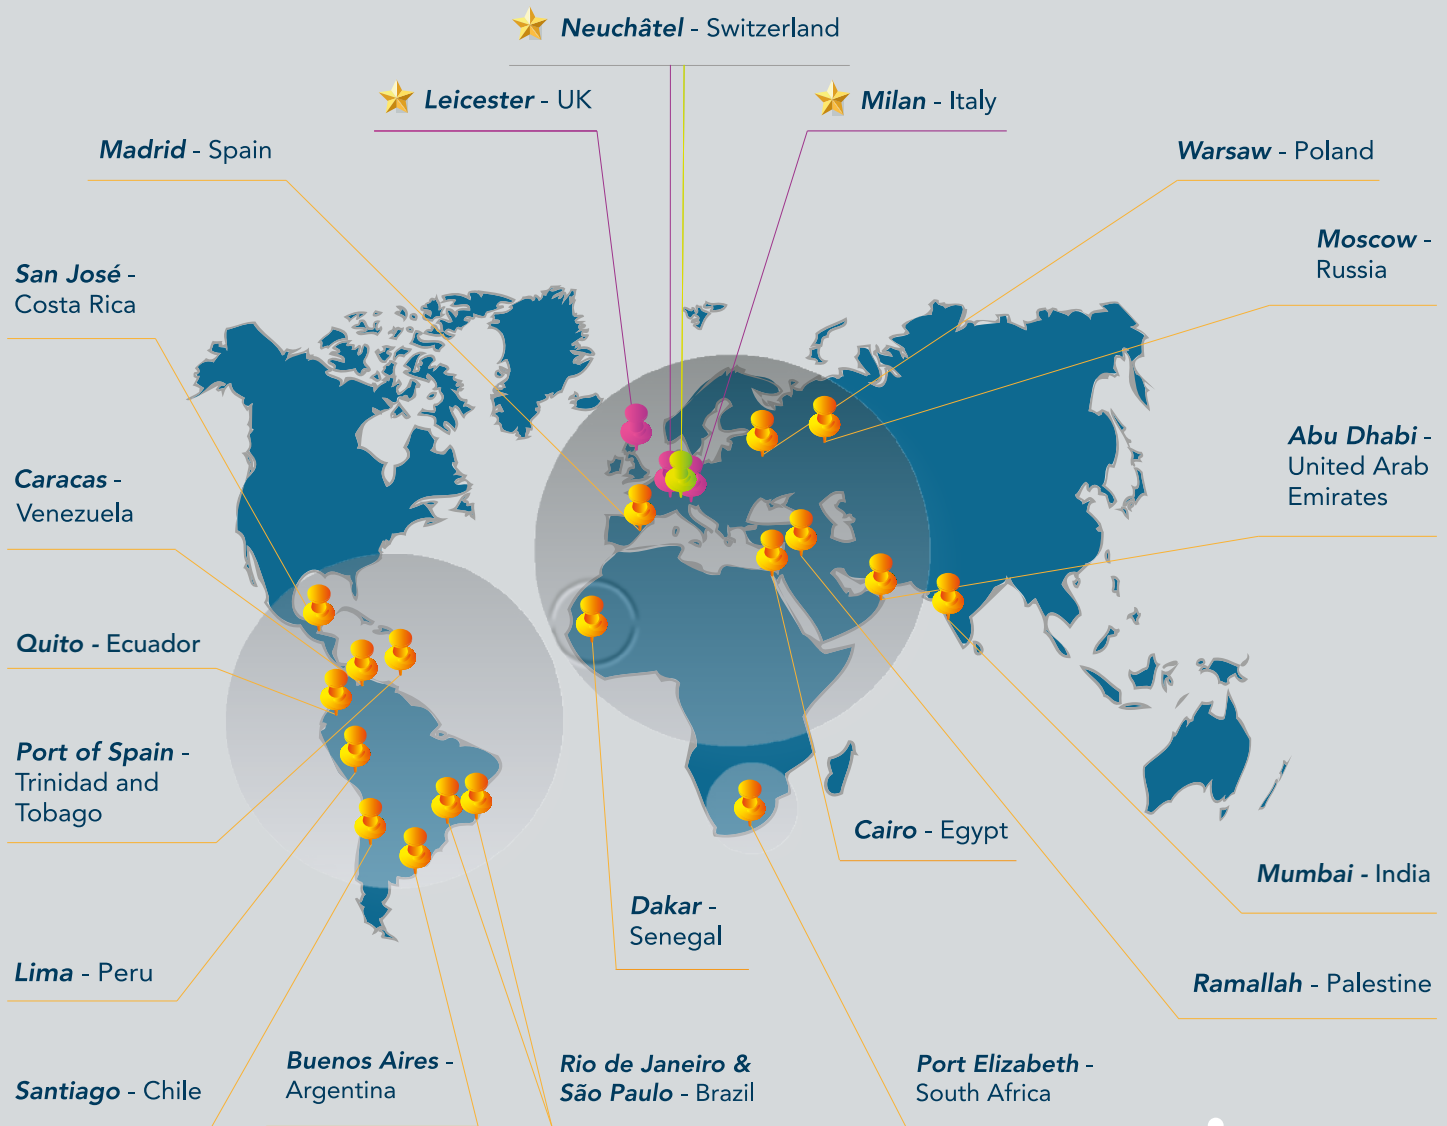 Neuchâtel - Switzerland
Leicester - UK
Milan - Italy
Madrid - Spain
Warsaw - Poland
Moscow -
Russia
San José -
Costa Rica
Abu Dhabi -
United Arab
Emirates
Caracas -
Venezuela
Quito - Ecuador
Port of Spain -
Trinidad and
Tobago
Cairo - Egypt
Mumbai - India
Dakar -
Senegal
Lima - Peru
Ramallah - Palestine
Santiago - Chile
Buenos Aires -
Argentina
Rio de Janeiro &
São Paulo - Brazil
Port Elizabeth -
South Africa